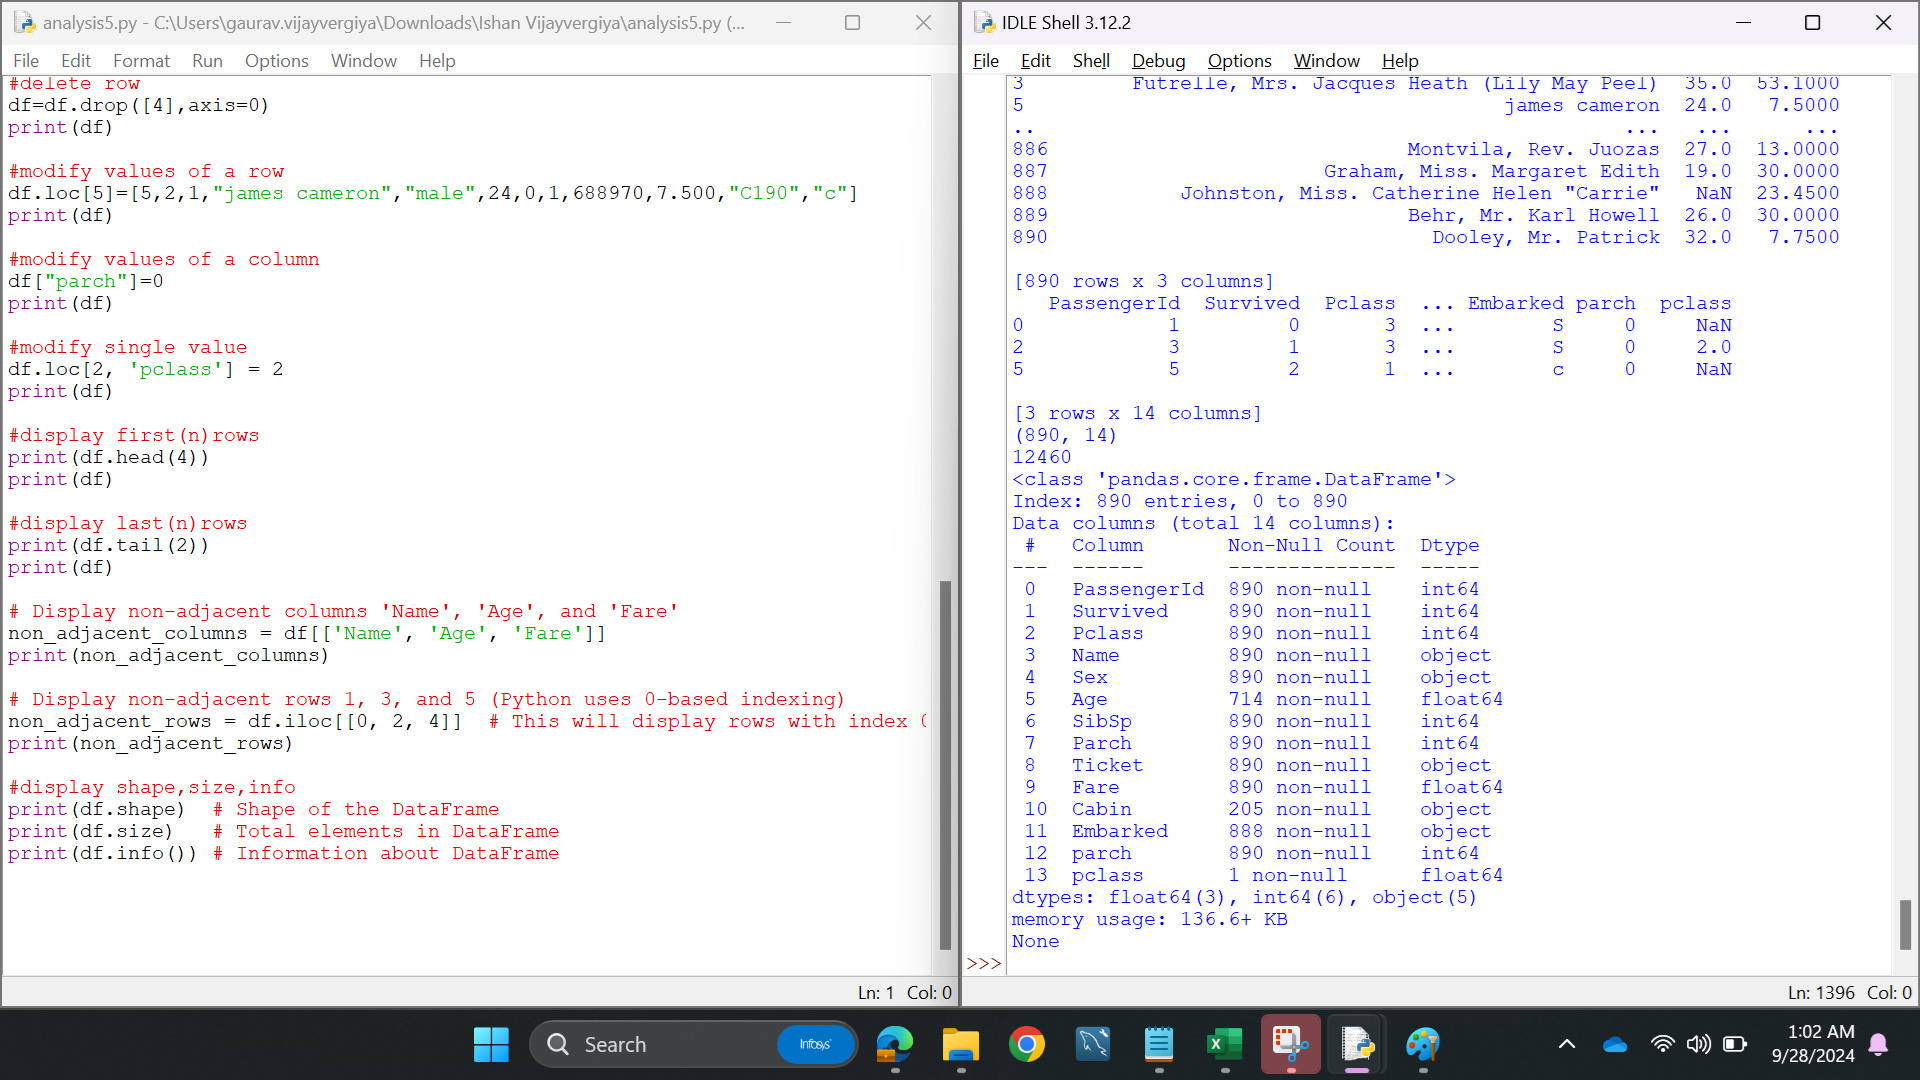 analysis5.py - C:\Users\gaurav.vijayvergiya\Downloads\Ishan Vijayvergiya\analysis5.py (...
File Edit Format Run Options Window Help
#delete row
df=df.drop([4],axis=0)
print(df)
#modify values of a row
df.loc[5]=[5,2,1,"james cameron","male",24,0,1,688970,7.500,"C190","c"]
print(df)
#modify values of a column
df["parch"]=0
print(df)
#modify single value
df.loc[2, 'pclass'] = 2
print(df)
#display first(n)rows
print(df.head(4))
print(df)
#display last(n)rows
print(df.tail(2))
print(df)
# Display non-adjacent columns 'Name', 'Age', and 'Fare'
non_adjacent_columns = df[['Name', 'Age', 'Fare']]
print(non_adjacent_columns)
# Display non-adjacent rows 1, 3, and 5 (Python uses 0-based indexing)
non_adjacent_rows = df.iloc[[0, 2, 4]]  # This will display rows with index
print(non_adjacent_rows)
#display shape,size,info
print(df.shape)  # Shape of the DataFrame
print(df.size)   # Total elements in DataFrame
print(df.info()) # Information about DataFrame
Ln: 1 Col: 0
IDLE Shell 3.12.2
File Edit Shell Debug Options Window Help
3 Futrelle, Mrs. Jacques Heath (Lily May Peel) 35.0 53.1000
5 james cameron 24.0 7.5000
.. ... ... ...
886 Montvila, Rev. Juozas 27.0 13.0000
887 Graham, Miss. Margaret Edith 19.0 30.0000
888 Johnston, Miss. Catherine Helen "Carrie" NaN 23.4500
889 Behr, Mr. Karl Howell 26.0 30.0000
890 Dooley, Mr. Patrick 32.0 7.7500
[890 rows x 3 columns]
PassengerId Survived Pclass ... Embarked parch pclass
0 1 0 3 ... S 0 NaN
2 3 1 3 ... S 0 2.0
5 5 2 1 ... c 0 NaN
[3 rows x 14 columns]
(890, 14)
12460
<class 'pandas.core.frame.DataFrame'>
Index: 890 entries, 0 to 890
Data columns (total 14 columns):
# Column Non-Null Count Dtype
--- ------ -------------- -----
0 PassengerId 890 non-null int64
1 Survived 890 non-null int64
2 Pclass 890 non-null int64
3 Name 890 non-null object
4 Sex 890 non-null object
5 Age 714 non-null float64
6 SibSp 890 non-null int64
7 Parch 890 non-null int64
8 Ticket 890 non-null object
9 Fare 890 non-null float64
10 Cabin 205 non-null object
11 Embarked 888 non-null object
12 parch 890 non-null int64
13 pclass 1 non-null float64
dtypes: float64(3), int64(6), object(5)
memory usage: 136.6+ KB
None
>>>
Ln: 1396 Col: 0
Search
Infosys
1:02 AM
9/28/2024